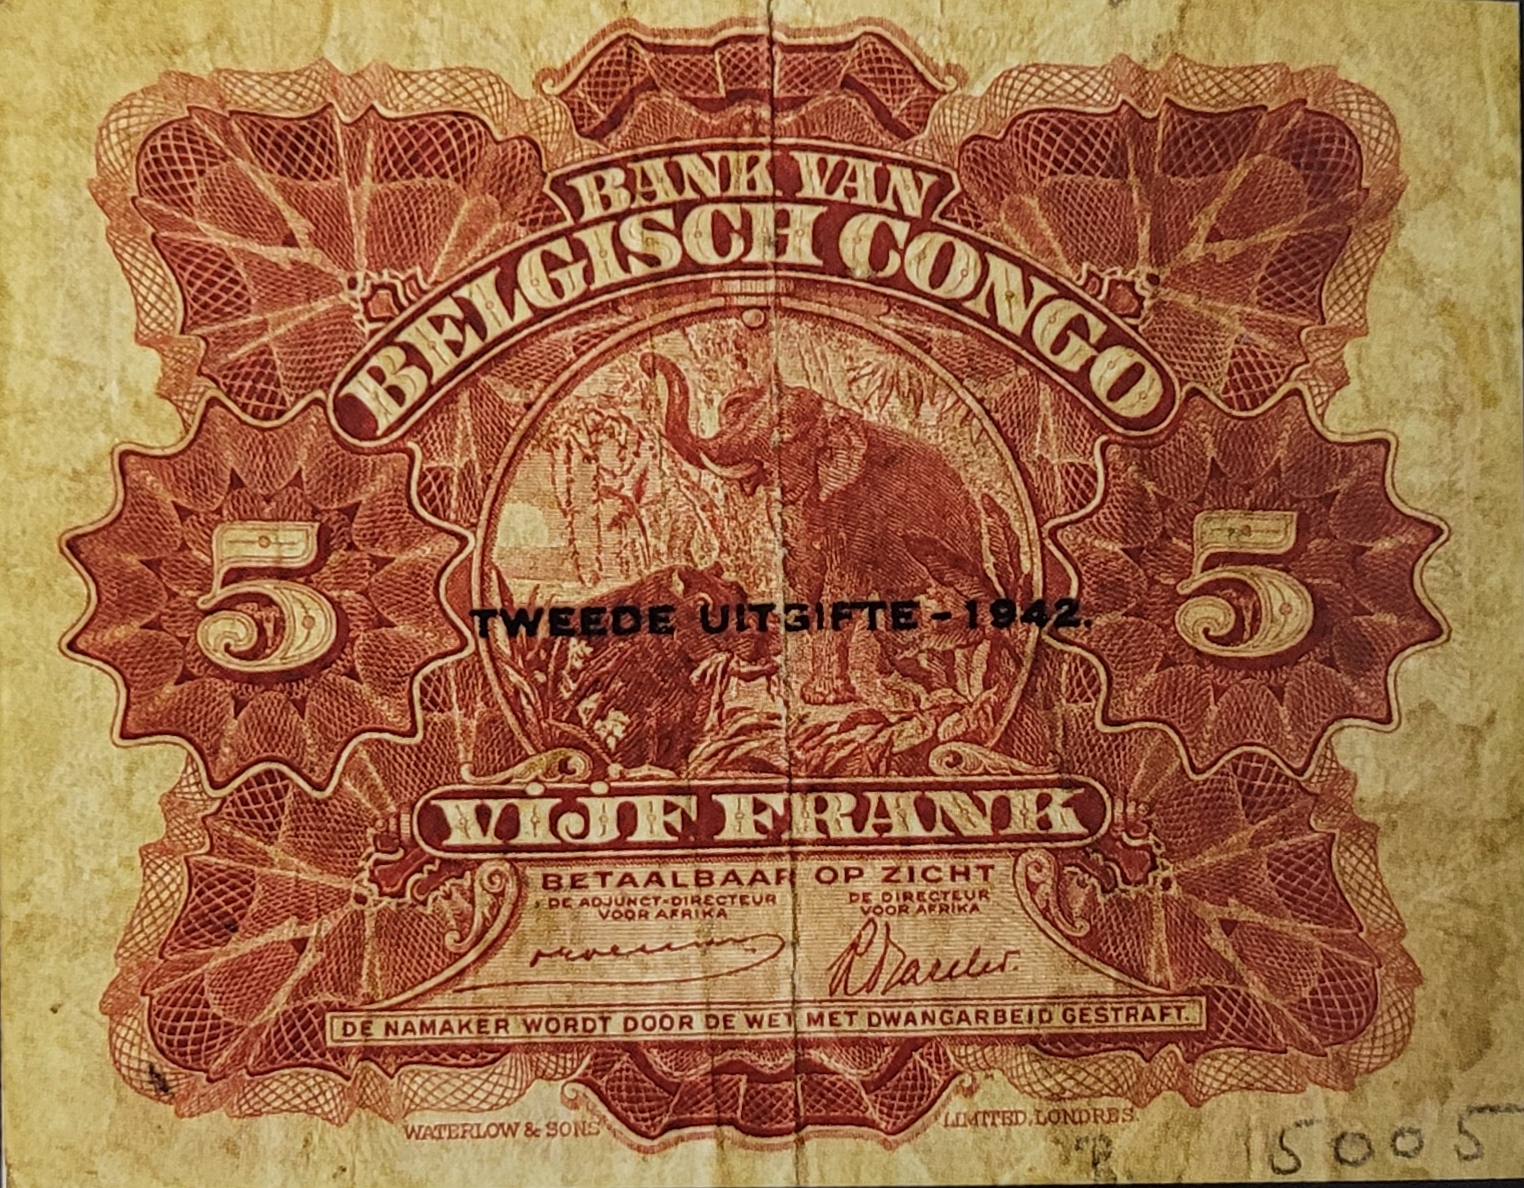 BANK VAN
BELGISCH CONGO
5
5
TWEEDE UITGIFTE - 1942.
VIJF FRANK
BETAALBAAR OP ZICHT
DE ADJUNCT-DIRECTEUR
VOOR AFRIKA
DE DIRECTEUR
VOOR AFRIKA
DE NAMAKER WORDT DOOR DE WET MET DWANGARBEID GESTRAFT.
WATERLOW & SONS LIMITED, LONDRES.
5005